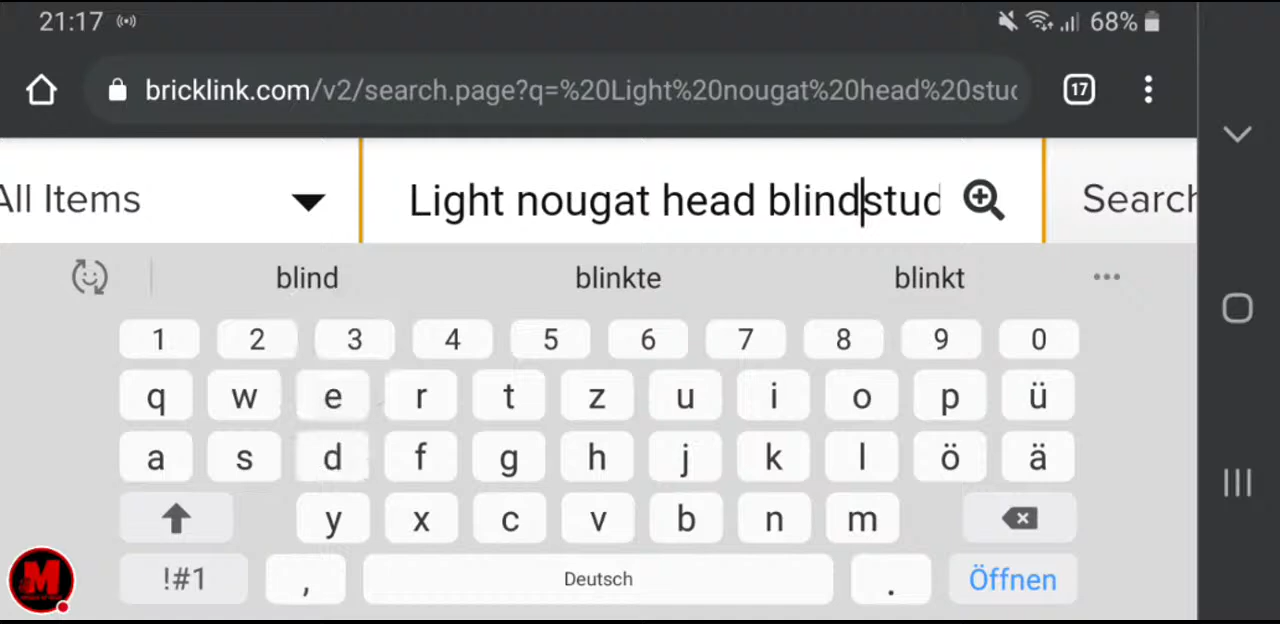 21:17 68%
bricklink.com/v2/search.page?q=%20Light%20nougat%20head%20stud 17
All Items Light nougat head blindstud Search
blind blinkte blinkt ...
1 2 3 4 5 6 7 8 9 0
q w e r t z u i o p ü
a s d f g h j k l ö ä
y x c v b n m
M !#1 , Deutsch . Öffnen